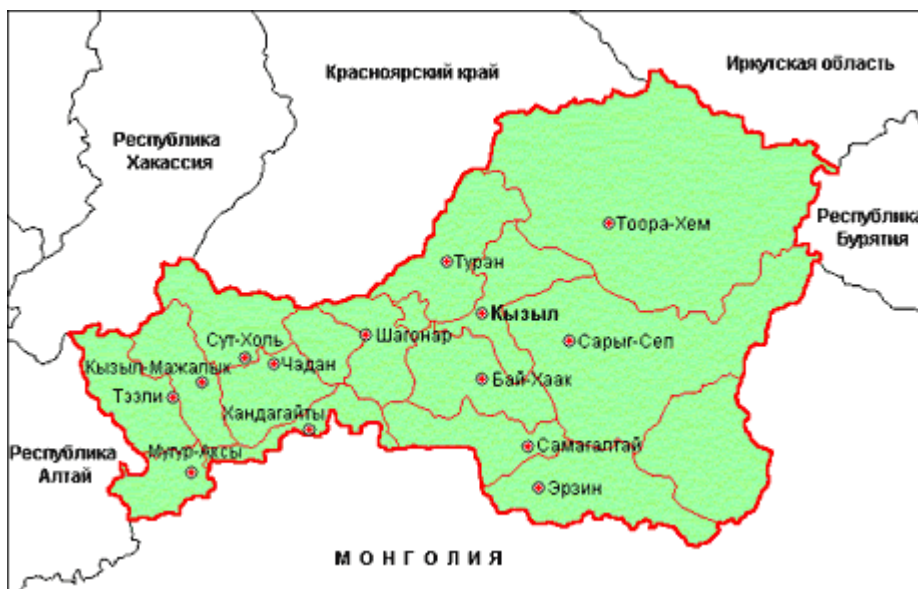 Иркутская область
Красноярский край
Республика
Хакассия
Республика
Бурятия
Тоора-Хем
Туран
Кызыл
Шагонар
Сарыг-Сеп
Сут-Холь
Чадан
Кызыл-Мажалык
Бай-Хаак
Тээли
Хандагайты
Республика
Алтай
Мугур-Аксы
Самагалтай
Эрзин
МОНГОЛИЯ